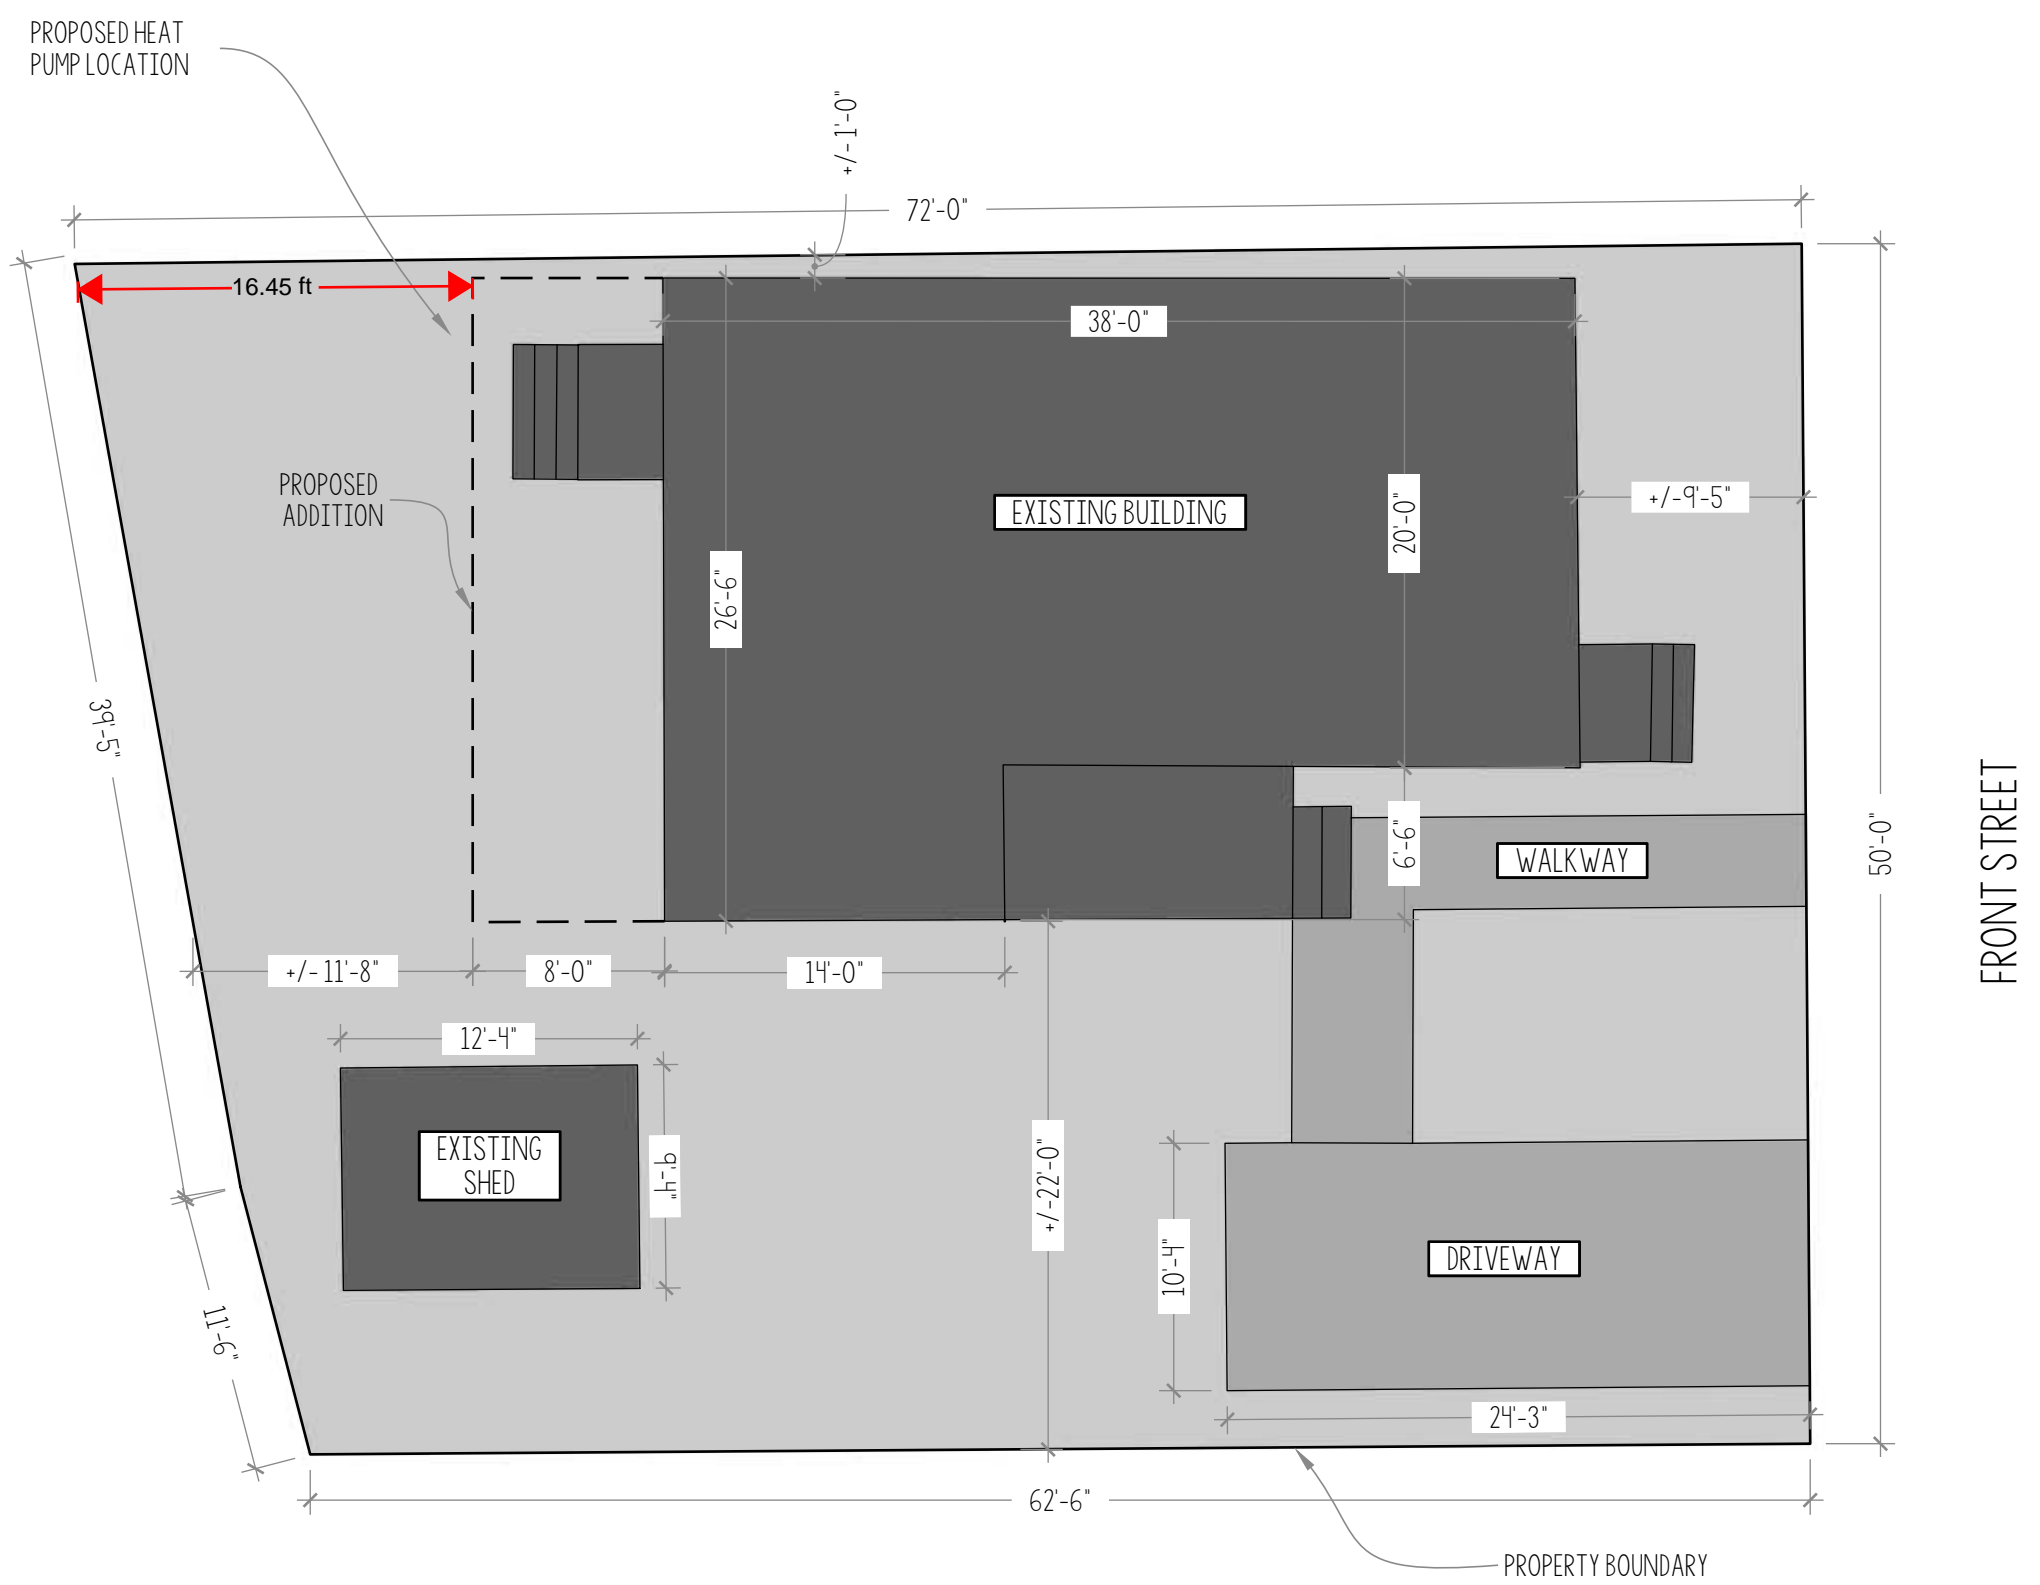 PROPOSED HEAT
PUMP LOCATION
+/- 1'-0"
72'-0"
16.45 ft
38'-0"
PROPOSED
ADDITION
EXISTING BUILDING
20'-0"
+/-9'-5"
26'-6"
39'-5"
6'-6"
WALKWAY
50'-0"
FRONT STREET
+/- 11'-8"
8'-0"
14'-0"
12'-4"
EXISTING
SHED
9'-4"
+/-22'-0"
10'-4"
DRIVEWAY
11'-6"
24'-3"
62'-6"
PROPERTY BOUNDARY